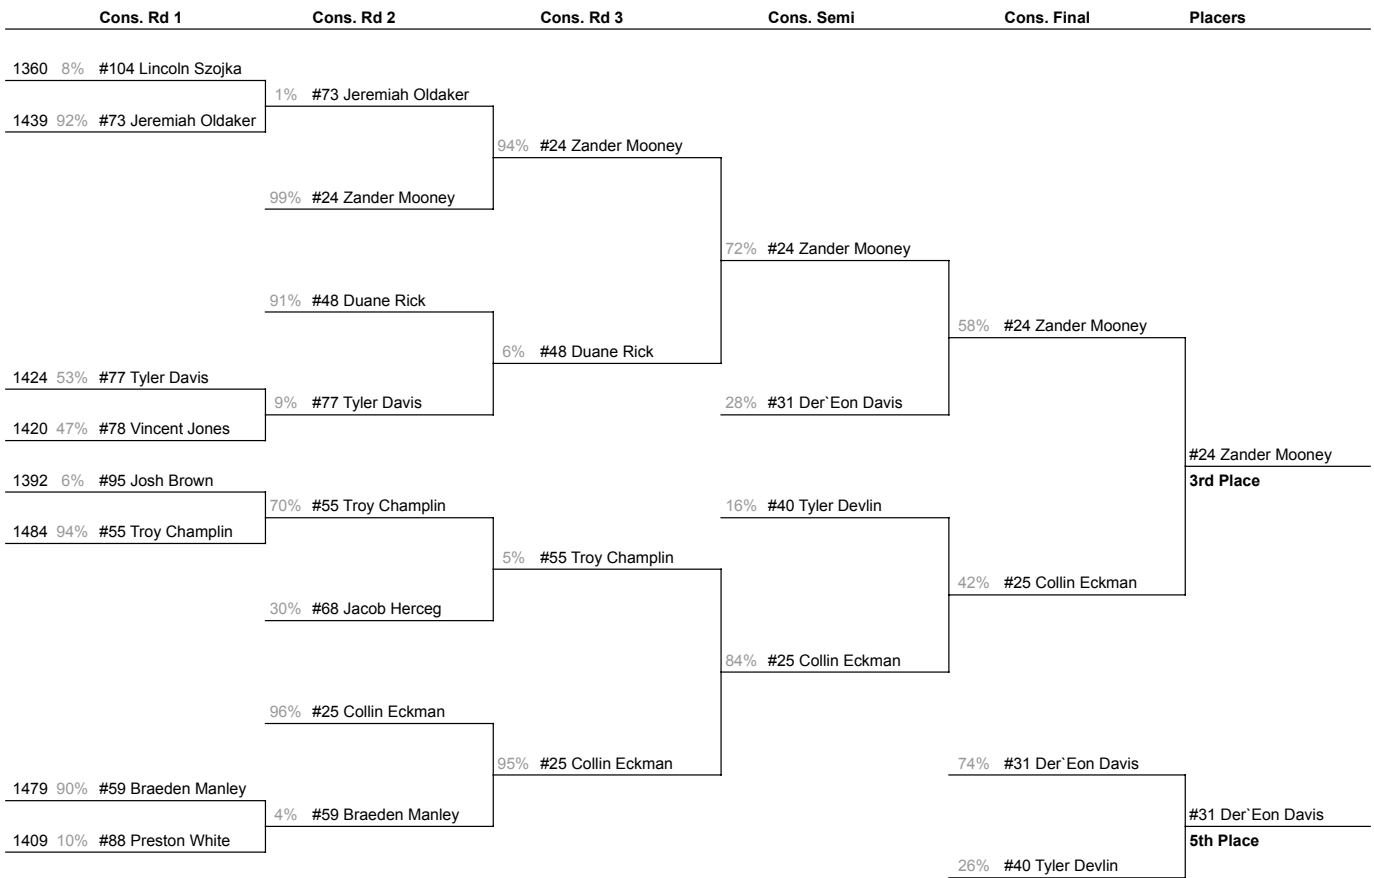 Cons. Rd 1 Cons. Rd 2 Cons. Rd 3 Cons. Semi Cons. Final Placers
1360 8% #104 Lincoln Szojka
1% #73 Jeremiah Oldaker
1439 92% #73 Jeremiah Oldaker
94% #24 Zander Mooney
99% #24 Zander Mooney
72% #24 Zander Mooney
91% #48 Duane Rick
58% #24 Zander Mooney
6% #48 Duane Rick
1424 53% #77 Tyler Davis
9% #77 Tyler Davis
28% #31 Der`Eon Davis
1420 47% #78 Vincent Jones
#24 Zander Mooney
1392 6% #95 Josh Brown
3rd Place
70% #55 Troy Champlin
16% #40 Tyler Devlin
1484 94% #55 Troy Champlin
5% #55 Troy Champlin
42% #25 Collin Eckman
30% #68 Jacob Herceg
84% #25 Collin Eckman
96% #25 Collin Eckman
95% #25 Collin Eckman
74% #31 Der`Eon Davis
1479 90% #59 Braeden Manley
4% #59 Braeden Manley
#31 Der`Eon Davis
1409 10% #88 Preston White
5th Place
26% #40 Tyler Devlin